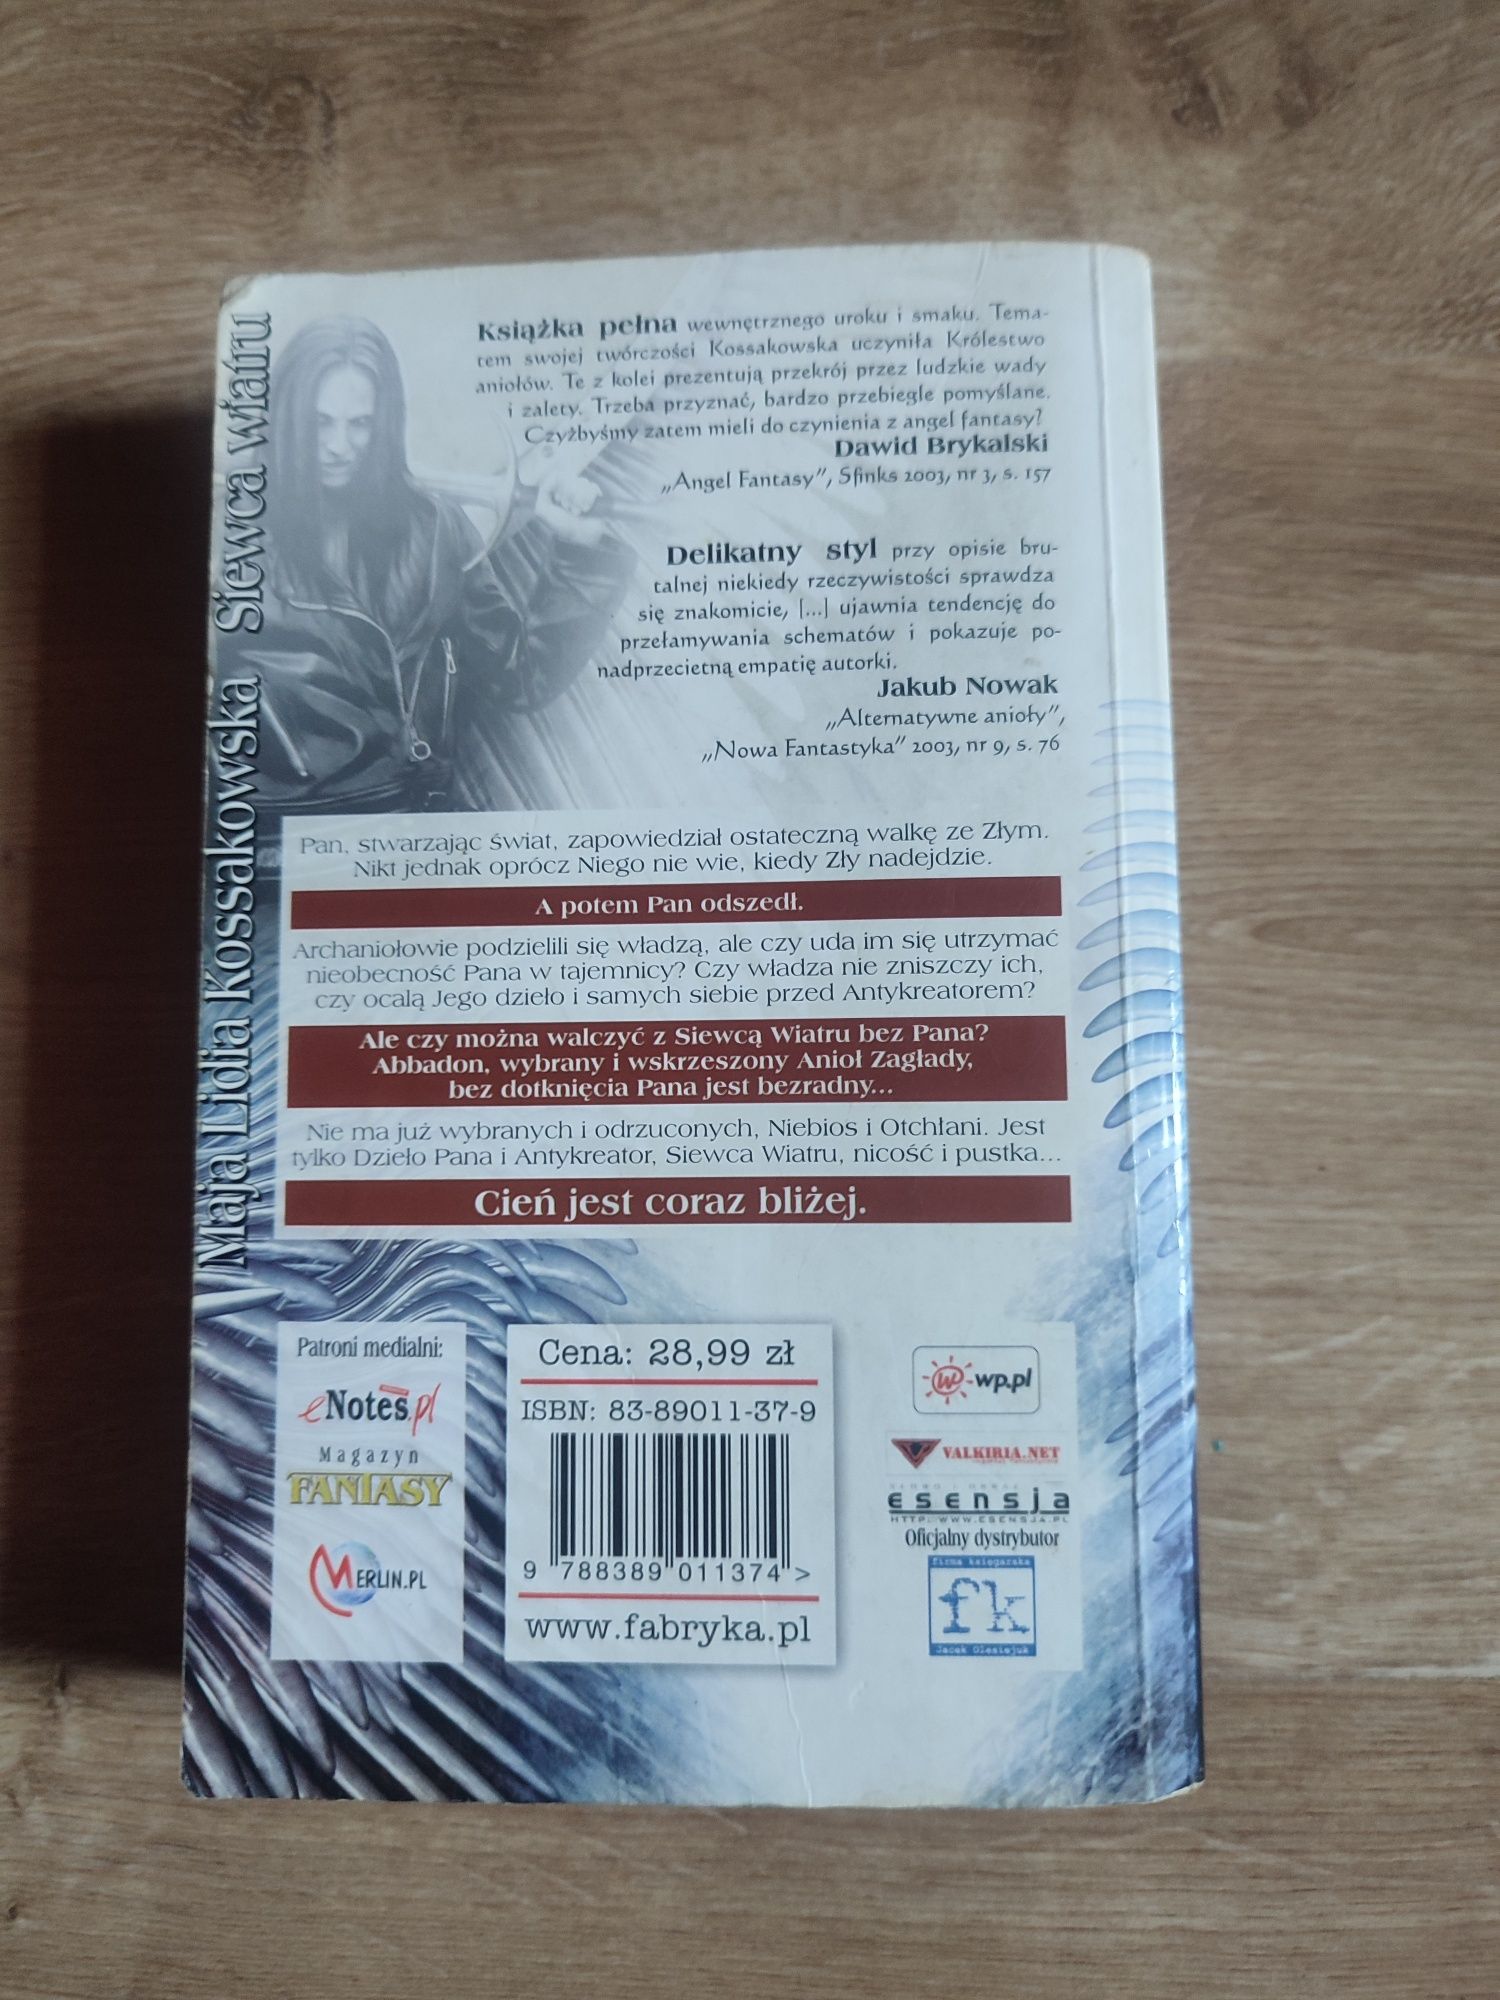 Maja Lidia Kossakowska Siewca wiatru
Książka pełna wewnętrznego uroku i smaku. Tema-
tem swojej twórczości Kossakowska uczyniła Królestwo
aniołów. Te z kolei prezentują przekrój przez ludzkie wady
i zalety. Trzeba przyznać, bardzo przebiegle pomyślane.
Czyżbyśmy zatem mieli do czynienia z angel fantasy?
Dawid Brykalski
„Angel Fantasy”, Sfinks 2003, nr 3, s. 157
Delikatny styl przy opisie bru-
talnej niekiedy rzeczywistości sprawdza
się znakomicie, [...] ujawnia tendencję do
przełamywania schematów i pokazuje po-
nadprzecietną empatię autorki.
Jakub Nowak
„Alternatywne anioły”,
„Nowa Fantastyka” 2003, nr 9, s. 76
Pan, stwarzając świat, zapowiedział ostateczną walkę ze Złym.
Nikt jednak oprócz Niego nie wie, kiedy Zły nadejdzie.
A potem Pan odszedł.
Archaniołowie podzielili się władzą, ale czy uda im się utrzymać
nieobecność Pana w tajemnicy? Czy władza nie zniszczy ich,
czy ocalą Jego dzieło i samych siebie przed Antykreatorem?
Ale czy można walczyć z Siewcą Wiatru bez Pana?
Abbadon, wybrany i wskrzeszony Anioł Zagłady,
bez dotknięcia Pana jest bezradny...
Nie ma już wybranych i odrzuconych, Niebios i Otchłani. Jest
tylko Dzieło Pana i Antykreator, Siewca Wiatru, nicość i pustka...
Cień jest coraz bliżej.
Patroni medialni:
eNotes.pl
Magazyn
FANTASY
MERLIN.PL
Cena: 28,99 zł
ISBN: 83-89011-37-9
9 788389 011374 >
www.fabryka.pl
wp.pl
VALKIRIA.NET
esensja
HTTP://WWW.ESENSJA.PL
Oficjalny dystrybutor
firma księgarska
fk
Jacek Olesiejuk